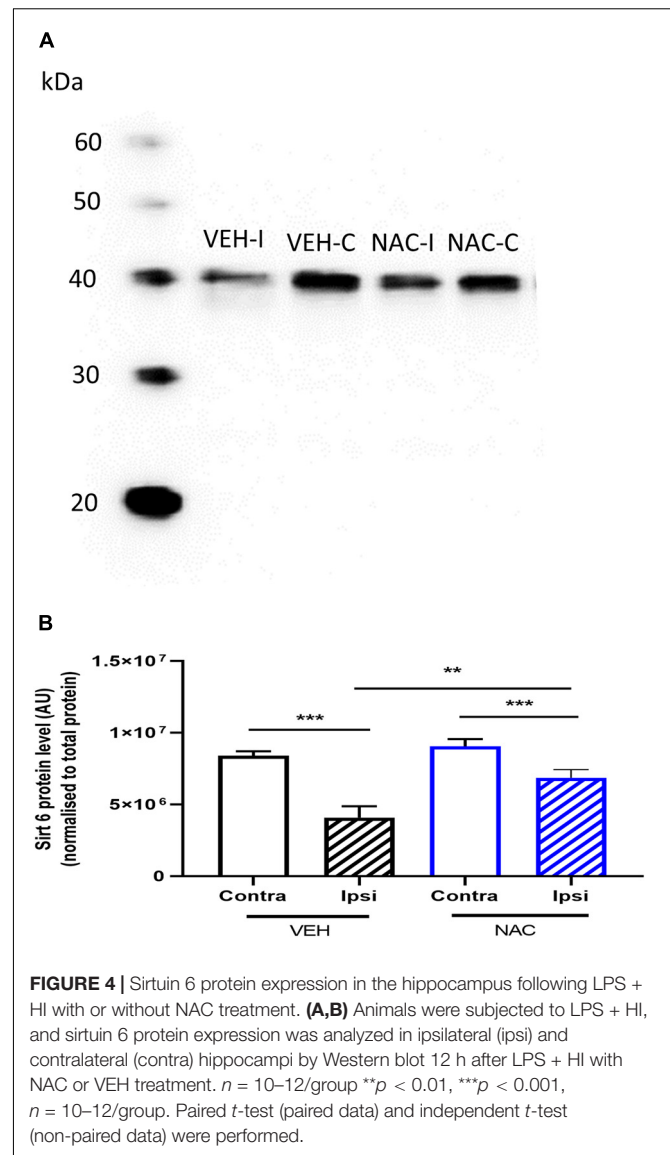 A
kDa
60
50
VEH-I VEH-C NAC-I NAC-C
40
30
20
B
Sirt 6 protein level (AU)
(normalised to total protein)
1.5×10⁷
1×10⁷
5×10⁶
0
***
**
***
Contra Ipsi Contra Ipsi
VEH NAC
FIGURE 4 | Sirtuin 6 protein expression in the hippocampus following LPS +
HI with or without NAC treatment. (A,B) Animals were subjected to LPS + HI,
and sirtuin 6 protein expression was analyzed in ipsilateral (ipsi) and
contralateral (contra) hippocampi by Western blot 12 h after LPS + HI with
NAC or VEH treatment. n = 10–12/group **p < 0.01, ***p < 0.001,
n = 10–12/group. Paired t-test (paired data) and independent t-test
(non-paired data) were performed.